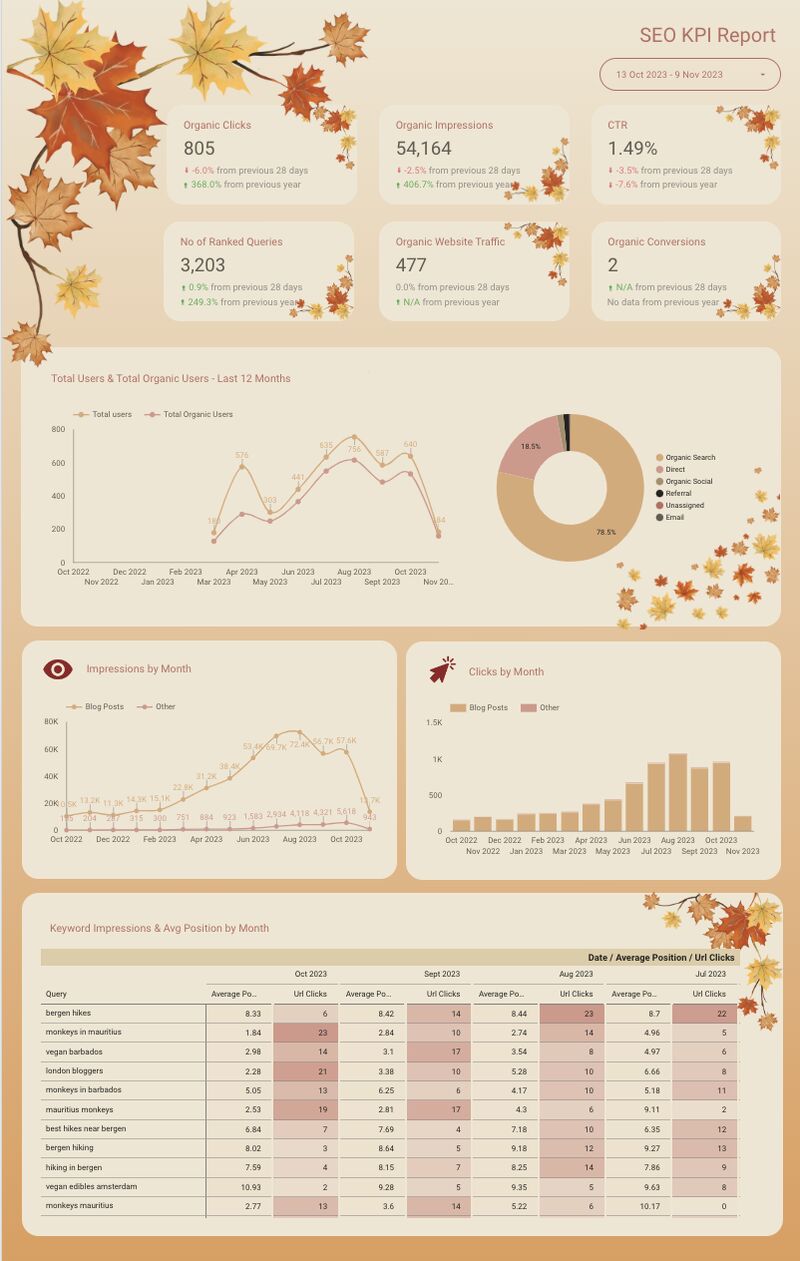 SEO KPI Report
13 Oct 2023 - 9 Nov 2023
Organic Clicks
805
-6.0% from previous 28 days
368.0% from previous year
Organic Impressions
54,164
-2.5% from previous 28 days
406.7% from previous year
CTR
1.49%
-3.5% from previous 28 days
-7.6% from previous year
No of Ranked Queries
3,203
0.9% from previous 28 days
249.3% from previous year
Organic Website Traffic
477
0.0% from previous 28 days
N/A from previous year
Organic Conversions
2
N/A from previous 28 days
No data from previous year
Total Users & Total Organic Users - Last 12 Months
Total users Total Organic Users
800
600
400
200
0
576 303 441 635 756 587 640
Oct 2022 Dec 2022 Feb 2023 Apr 2023 Jun 2023 Aug 2023 Oct 2023
Nov 2022 Jan 2023 Mar 2023 May 2023 Jul 2023 Sept 2023 Nov 20...
18.5%
78.5%
Organic Search
Direct
Organic Social
Referral
Unassigned
Email
Impressions by Month
Blog Posts Other
80K
60K
40K
20K
0
13.2K 11.3K 14.3K 15.1K 22.8K 31.2K 38.4K 53.4K 69.7K 72.4K 56.7K 57.6K
195 204 287 315 300 751 884 923 1,583 2,934 4,118 4,321 5,618 943
Oct 2022 Dec 2022 Feb 2023 Apr 2023 Jun 2023 Aug 2023 Oct 2023
Clicks by Month
Blog Posts Other
1.5K
1K
500
0
Oct 2022 Dec 2022 Feb 2023 Apr 2023 Jun 2023 Aug 2023 Oct 2023
Nov 2022 Jan 2023 Mar 2023 May 2023 Jul 2023 Sept 2023 Nov 2023
Keyword Impressions & Avg Position by Month
Date / Average Position / Url Clicks
Oct 2023 Sept 2023 Aug 2023 Jul 2023
Query Average Po... Url Clicks Average Po... Url Clicks Average Po... Url Clicks Average Po... Url Clicks
bergen hikes 8.33 6 8.42 14 8.44 23 8.7 22
monkeys in mauritius 1.84 23 2.84 10 2.74 14 4.96 5
vegan barbados 2.98 14 3.1 17 3.54 8 4.97 6
london bloggers 2.28 21 3.38 10 5.28 10 6.66 8
monkeys in barbados 5.05 13 6.25 6 4.17 10 5.18 11
mauritius monkeys 2.53 19 2.81 17 4.3 6 9.11 2
best hikes near bergen 6.84 7 7.69 4 7.18 10 6.35 12
bergen hiking 8.02 3 8.64 5 9.18 12 9.27 13
hiking in bergen 7.59 4 8.15 7 8.25 14 7.86 9
vegan edibles amsterdam 10.93 2 9.28 5 9.35 5 9.63 8
monkeys mauritius 2.77 13 3.6 14 5.22 6 10.17 0